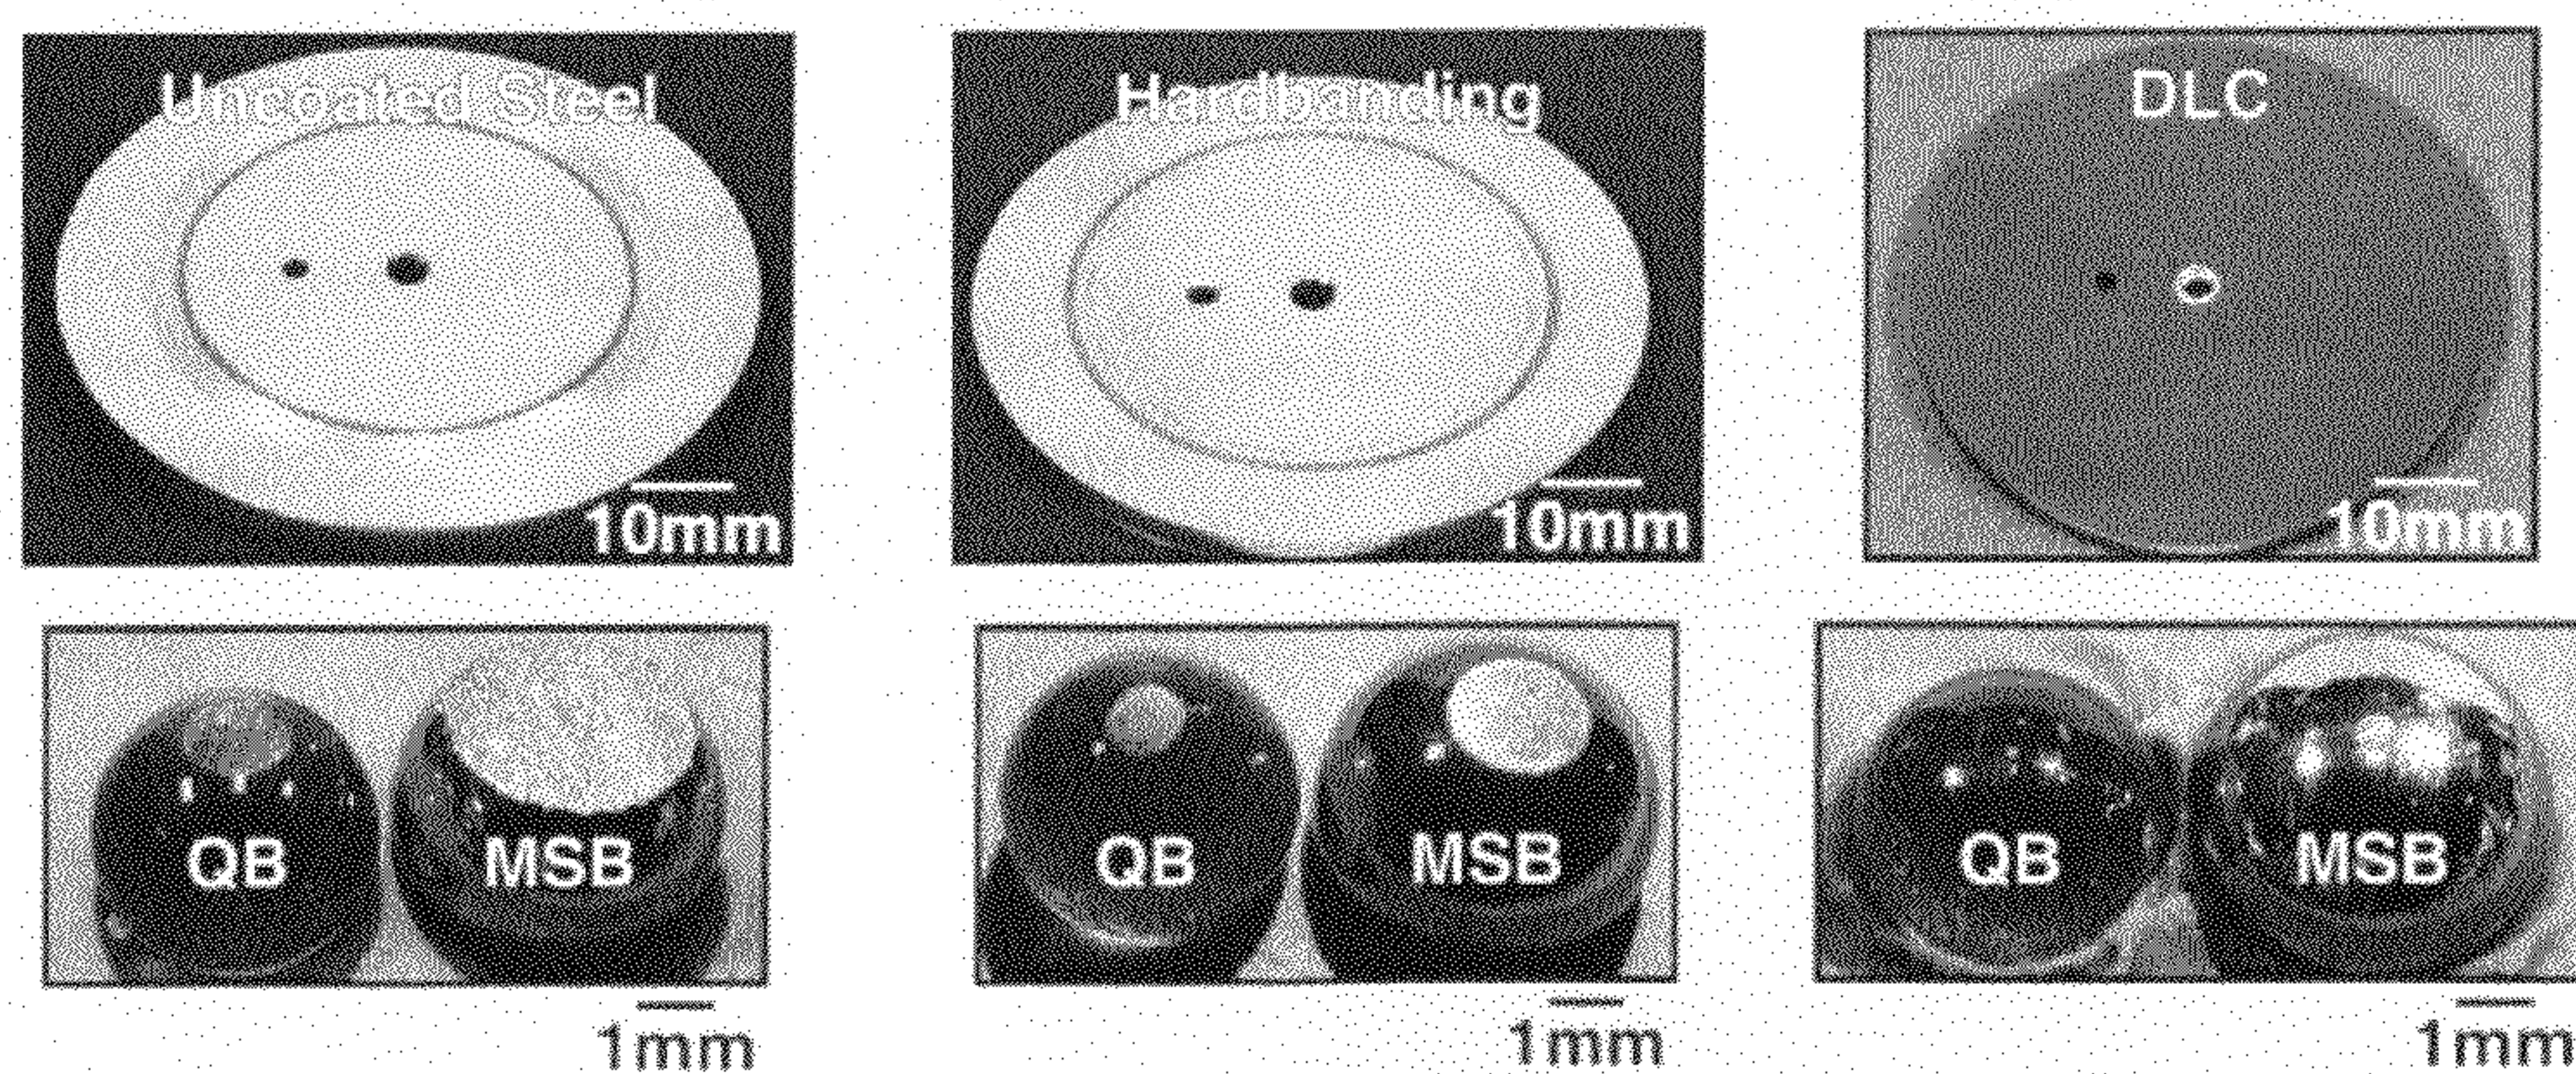 Uncoated Steel
Hardbanding
DLC
10mm
10mm
10mm
QB
MSB
QB
MSB
QB
MSB
1mm
1mm
1mm